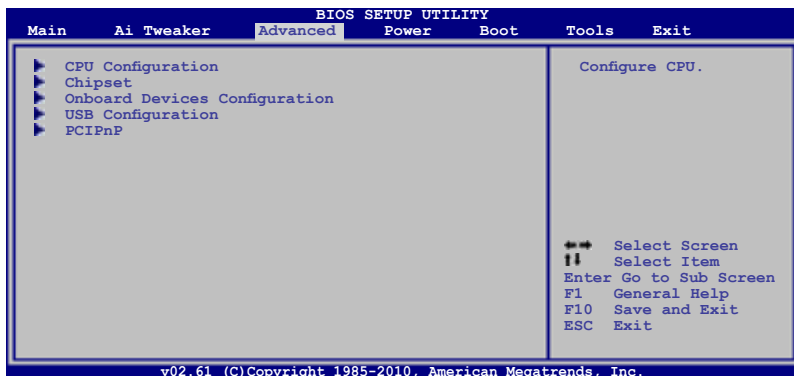 BIOS SETUP UTILITY
Main Ai Tweaker Advanced Power Boot Tools Exit
CPU Configuration
Chipset
Onboard Devices Configuration
USB Configuration
PCIPnP
Configure CPU.
Select Screen
Select Item
Enter Go to Sub Screen
F1 General Help
F10 Save and Exit
ESC Exit
v02.61 (C)Copyright 1985-2010, American Megatrends, Inc.